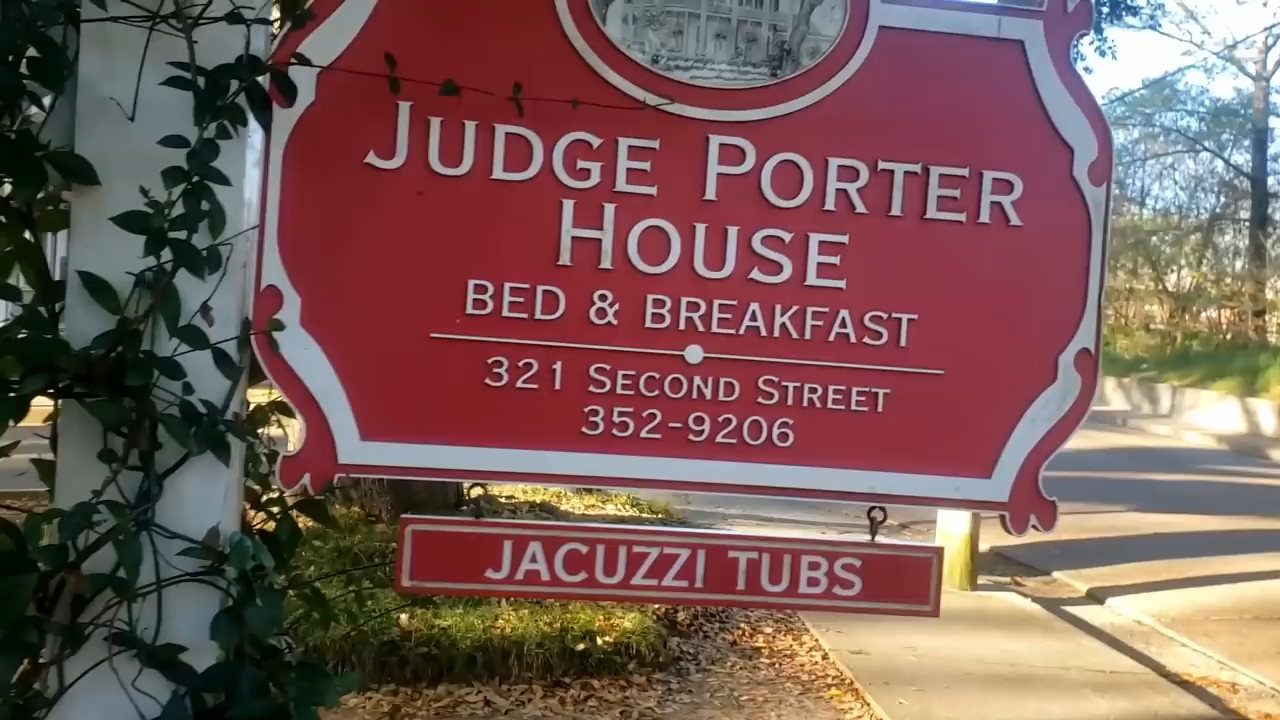 JUDGE PORTER
HOUSE
BED & BREAKFAST
321 SECOND STREET
352-9206
JACUZZI TUBS